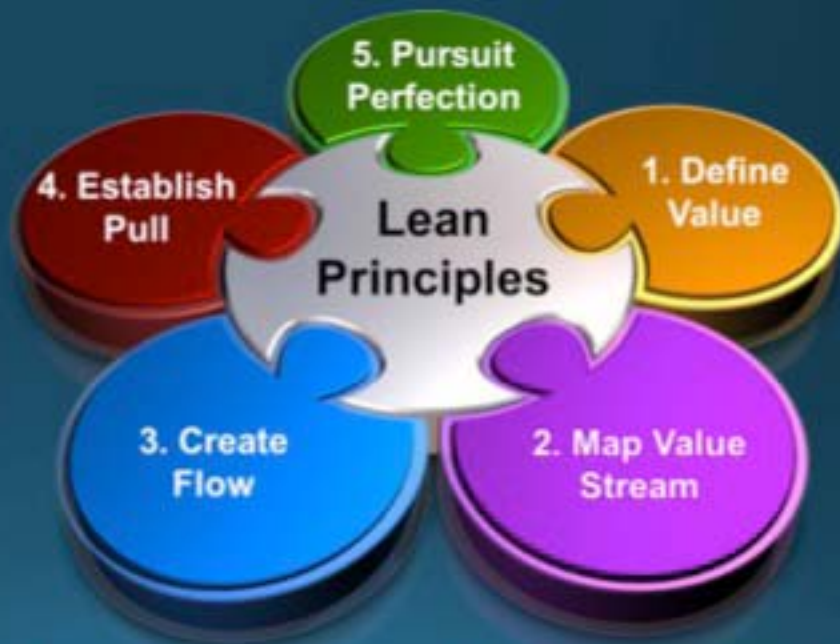 Lean
Principles
1. Define
Value
2. Map Value
Stream
3. Create
Flow
4. Establish
Pull
5. Pursuit
Perfection